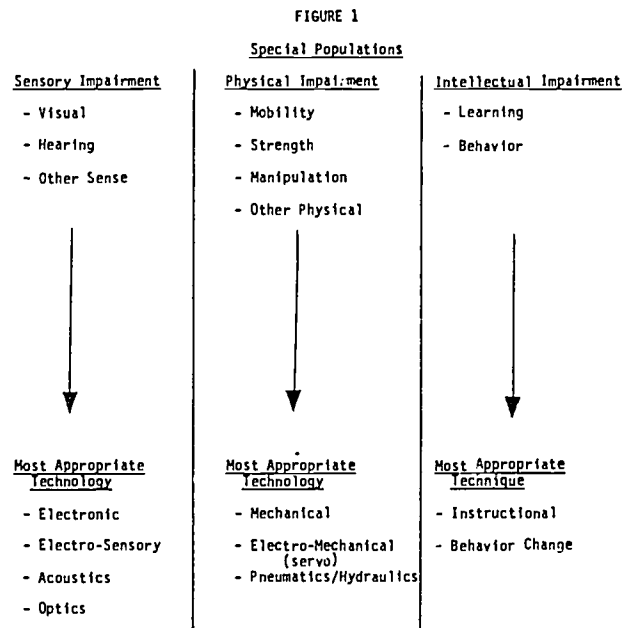 FIGURE 1
Special Populations
Sensory Impairment
- Visual
- Hearing
- Other Sense
Physical Impairment
- Mobility
- Strength
- Manipulation
- Other Physical
Intellectual Impairment
- Learning
- Behavior
Most Appropriate
Technology
- Electronic
- Electro-Sensory
- Acoustics
- Optics
Most Appropriate
Technology
- Mechanical
- Electro-Mechanical
(servo)
- Pneumatics/Hydraulics
Most Appropriate
Technique
- Instructional
- Behavior Change